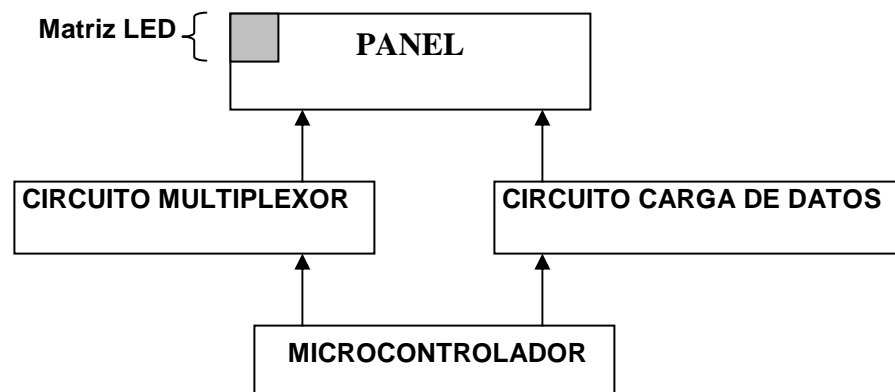 Matriz LED
PANEL
CIRCUITO MULTIPLEXOR
CIRCUITO CARGA DE DATOS
MICROCONTROLADOR